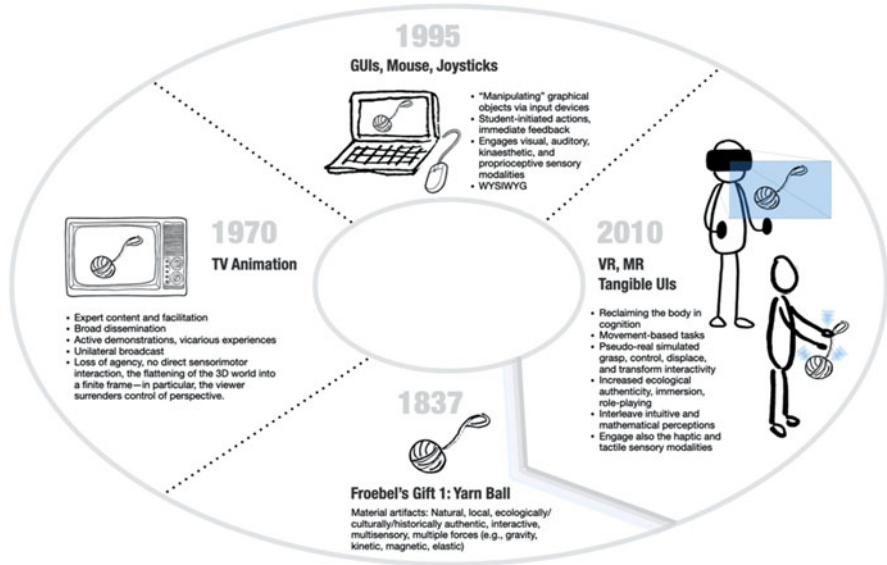 1995
GUIs, Mouse, Joysticks
• “Manipulating” graphical
objects via input devices
• Student-initiated actions,
immediate feedback
• Engages visual, auditory,
kinaesthetic, and
proprioceptive sensory
modalities
• WYSIWYG
1970
TV Animation
• Expert content and facilitation
• Broad dissemination
• Active demonstrations, vicarious experiences
• Unilateral broadcast
• Loss of agency, no direct sensorimotor
interaction, the flattening of the 3D world into
a finite frame—in particular, the viewer
surrenders control of perspective.
2010
VR, MR
Tangible UIs
• Reclaiming the body in
cognition
• Movement-based tasks
• Pseudo-real simulated
grasp, control, displace,
and transform interactivity
• Increased ecological
authenticity, immersion,
role-playing
• Interleave intuitive and
mathematical perceptions
• Engage also the haptic and
tactile sensory modalities
1837
Froebel’s Gift 1: Yarn Ball
Material artifacts: Natural, local, ecologically/
culturally/historically authentic, interactive,
multisensory, multiple forces (e.g., gravity,
kinetic, magnetic, elastic)